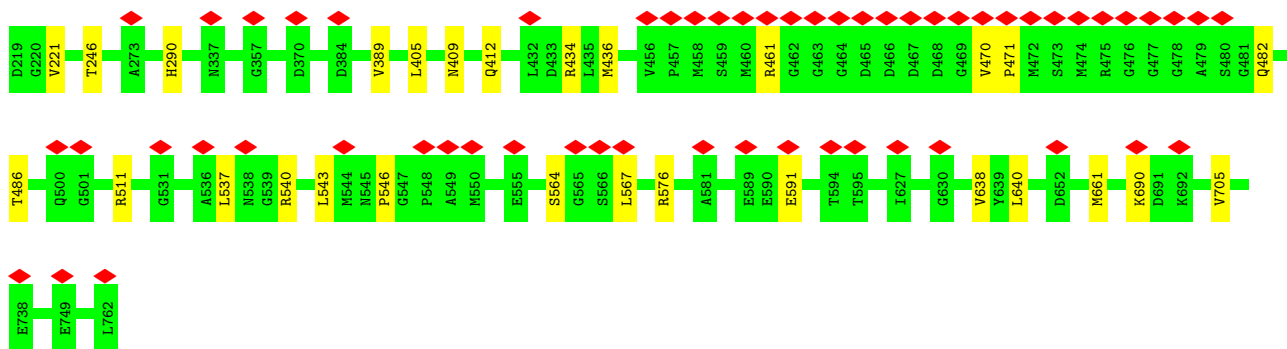 D219 G220 V221 T246 A273 H290 N337 G357 D370 D384 V389 L405 N409 Q412 L432 D433 R434 L435 M436 V456 P457 M458 S459 M460 R461 G462 G463 G464 D465 D466 D467 D468 G469 V470 P471 M472 S473 M474 R475 G476 G477 G478 A479 S480 G481 Q482
T486 Q500 G501 R511 G531 A536 L537 N538 G539 R540 L543 M544 N545 P546 G547 P548 A549 M550 E555 S564 G565 S566 L567 R576 A581 E589 E590 E591 T594 T595 I627 G630 V638 Y639 L640 D652 M661 K690 D691 K692 V705
E738 E749 L762